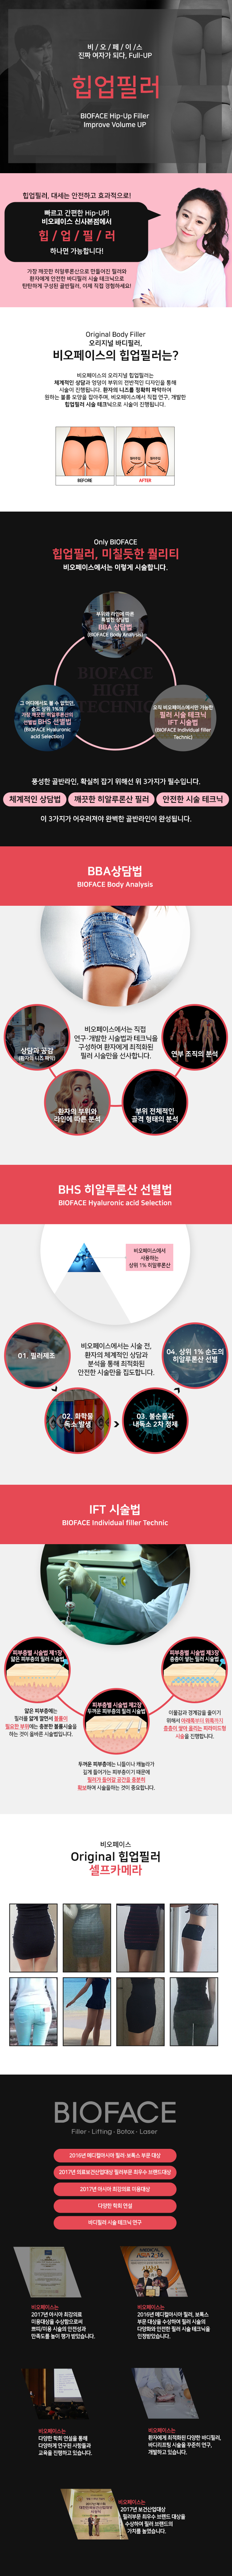 비/오/페/이/스
진짜 여자가 되다, Full-UP
힙업필러
BIOFACE Hip-Up Filler
Improve Volume UP
힙업필러, 대세는 안전하고 효과적으로!
빠르고 간편한 Hip-UP!
비오페이스 신사본점에서
힙/업/필/러
하나면 가능합니다!
가장 깨끗한 히알루론산으로 만들어진 필러와
환자에게 안전한 바디필러 시술 테크닉으로
탄탄하게 구성된 골반필러, 이제 직접 경험하세요!
Original Body Filler
오리지널 바디필러,
비오페이스의 힙업필러는?
비오페이스의 오리지널 힙업필러는
체계적인 상담과 엉덩이 부위의 전반적인 디자인을 통해
시술이 진행됩니다. 환자의 니즈를 정확히 파악하여
원하는 볼륨 모양을 잡아주며, 비오페이스에서 직접 연구, 개발한
힙업필러 시술 테크닉으로 시술이 진행됩니다.
BEFORE
AFTER
Only BIOFACE
힙업필러, 미칠듯한 퀄리티
비오페이스에서는 이렇게 시술합니다.
부위와 라인에 따른
특별한 상담법
BBA 상담법
(BIOFACE Body Analysis)
BIOFACE
HIGH
TECHNIC
그 어디에서도 볼 수 없었던,
순도 상위 1%의
가장 깨끗한 히알루론산의
선별법 BHS 선별법
(BIOFACE Hyaluronic
acid Selection)
오직 비오페이스에서만 가능한
필러 시술 테크닉
IFT 시술법
(BIOFACE Individual filler
Technic)
풍성한 골반라인, 확실히 잡기 위해선 위 3가지가 필수입니다.
체계적인 상담법
깨끗한 히알루론산 필러
안전한 시술 테크닉
이 3가지가 어우러져야 완벽한 골반라인이 완성됩니다.
BBA상담법
BIOFACE Body Analysis
비오페이스에서는 직접
연구·개발한 시술법과 테크닉을
구성하여 환자에게 최적화된
필러 시술만을 선사합니다.
상담과 공감
(환자의 니즈 파악)
연부 조직의 분석
환자의 부위와
라인에 따른 분석
부위 전체적인
골격 형태의 분석
BHS 히알루론산 선별법
BIOFACE Hyaluronic acid Selection
비오페이스에서
사용하는
상위 1% 히알루론산
01. 필러제조
비오페이스에서는 시술 전,
환자의 체계적인 상담과
분석을 통해 최적화된
안전한 시술만을 집도합니다.
04. 상위 1% 순도의
히알루론산 선별
02. 화학물
독소 발생
03. 불순물과
내독소 2차 정제
IFT 시술법
BIOFACE Individual filler Technic
피부층별 시술법 제1장
얇은 피부층의 필러 시술법
피부층별 시술법 제3장
층층이 쌓는 필러 시술법
피부층별 시술법 제2장
두꺼운 피부층의 필러 시술법
얇은 피부층에는
필러를 얇게 깔면서 볼륨이
필요한 부위에는 충분한 볼륨시술을
하는 것이 올바른 시술법입니다.
이물감과 경계감을 줄이기
위해서 아래쪽부터 위쪽까지
층층이 쌓아 올리는 피라미드형
시술을 진행합니다.
두꺼운 피부층에는 니들이나 캐뉼라가
깊게 들어가는 피부층이기 때문에
필러가 들어갈 공간을 충분히
확보하여 시술을하는 것이 중요합니다.
비오페이스
Original 힙업필러
셀프카메라
BIOFACE
Filler · Lifting · Botox · Laser
2016년 메디컬아시아 필러·보톡스 부문 대상
2017년 의료보건산업대상 필러부문 최우수 브랜드대상
2017년 아시아 최강의료 미용대상
다양한 학회 연설
바디필러 시술 테크닉 연구
비오페이스는
2017년 아시아 최강의료
미용대상을 수상함으로써
쁘띠/미용 시술의 안전성과
만족도를 높이 평가 받았습니다.
비오페이스는
2016년 메디컬아시아 필러, 보톡스
부문 대상을 수상하여 필러 시술의
다양화와 안전한 필러 시술 테크닉을
인정받았습니다.
비오페이스는
다양한 학회 연설을 통해
다양하게 연구된 사항들과
교육을 진행하고 있습니다.
비오페이스는
환자에게 최적화된 다양한 바디필러,
바디리프팅 시술을 꾸준히 연구,
개발하고 있습니다.
비오페이스는
2017년 보건산업대상
필러부문 최우수 브랜드 대상을
수상하여 필러 브랜드의
가치를 높였습니다.